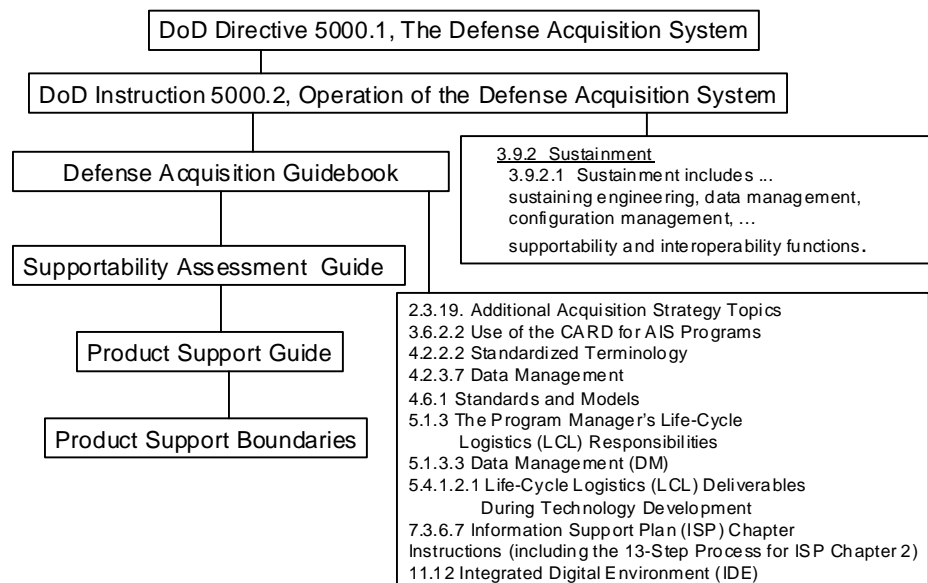 DoD Directive 5000.1, The Defense Acquisition System
DoD Instruction 5000.2, Operation of the Defense Acquisition System
Defense Acquisition Guidebook
3.9.2 Sustainment
3.9.2.1 Sustainment includes ...
sustaining engineering, data management,
configuration management, ...
supportability and interoperability functions.
Supportability Assessment Guide
Product Support Guide
Product Support Boundaries
2.3.19. Additional Acquisition Strategy Topics
3.6.2.2 Use of the CARD for AIS Programs
4.2.2.2 Standardized Terminology
4.2.3.7 Data Management
4.6.1 Standards and Models
5.1.3 The Program Manager's Life-Cycle
Logistics (LCL) Responsibilities
5.1.3.3 Data Management (DM)
5.4.1.2.1 Life-Cycle Logistics (LCL) Deliverables
During Technology Development
7.3.6.7 Information Support Plan (ISP) Chapter
Instructions (including the 13-Step Process for ISP Chapter 2)
11.12 Integrated Digital Environment (IDE)